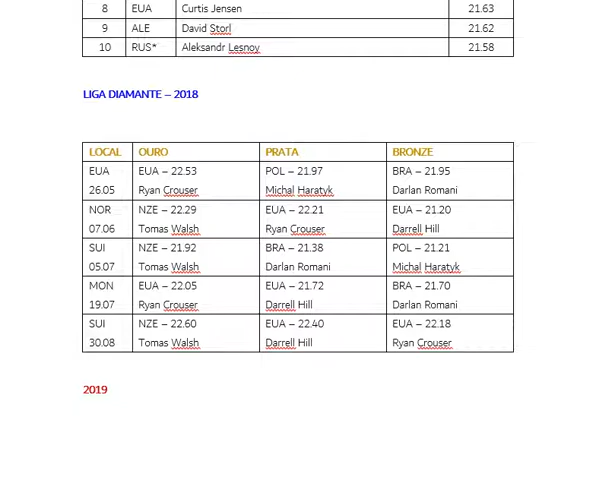 8 EUA Curtis Jensen 21.63
9 ALE David Storl 21.62
10 RUS* Aleksandr Lesnoy 21.58
LIGA DIAMANTE – 2018
LOCAL OURO PRATA BRONZE
EUA EUA – 22.53 POL – 21.97 BRA – 21.95
26.05 Ryan Crouser Michal Haratyk Darlan Romani
NOR NZE – 22.29 EUA – 22.21 EUA – 21.20
07.06 Tomas Walsh Ryan Crouser Darrell Hill
SUI NZE – 21.92 BRA – 21.38 POL – 21.21
05.07 Tomas Walsh Darlan Romani Michal Haratyk
MON EUA – 22.05 EUA – 21.72 BRA – 21.70
19.07 Ryan Crouser Darrell Hill Darlan Romani
SUI NZE – 22.60 EUA – 22.40 EUA – 22.18
30.08 Tomas Walsh Darrell Hill Ryan Crouser
2019